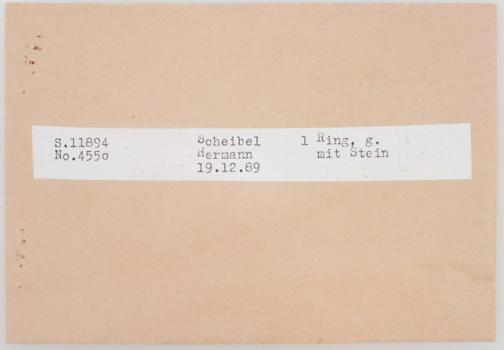 S.11894 Scheibel 1 Ring, g.
No.4550 Hermann mit Stein
19.12.89